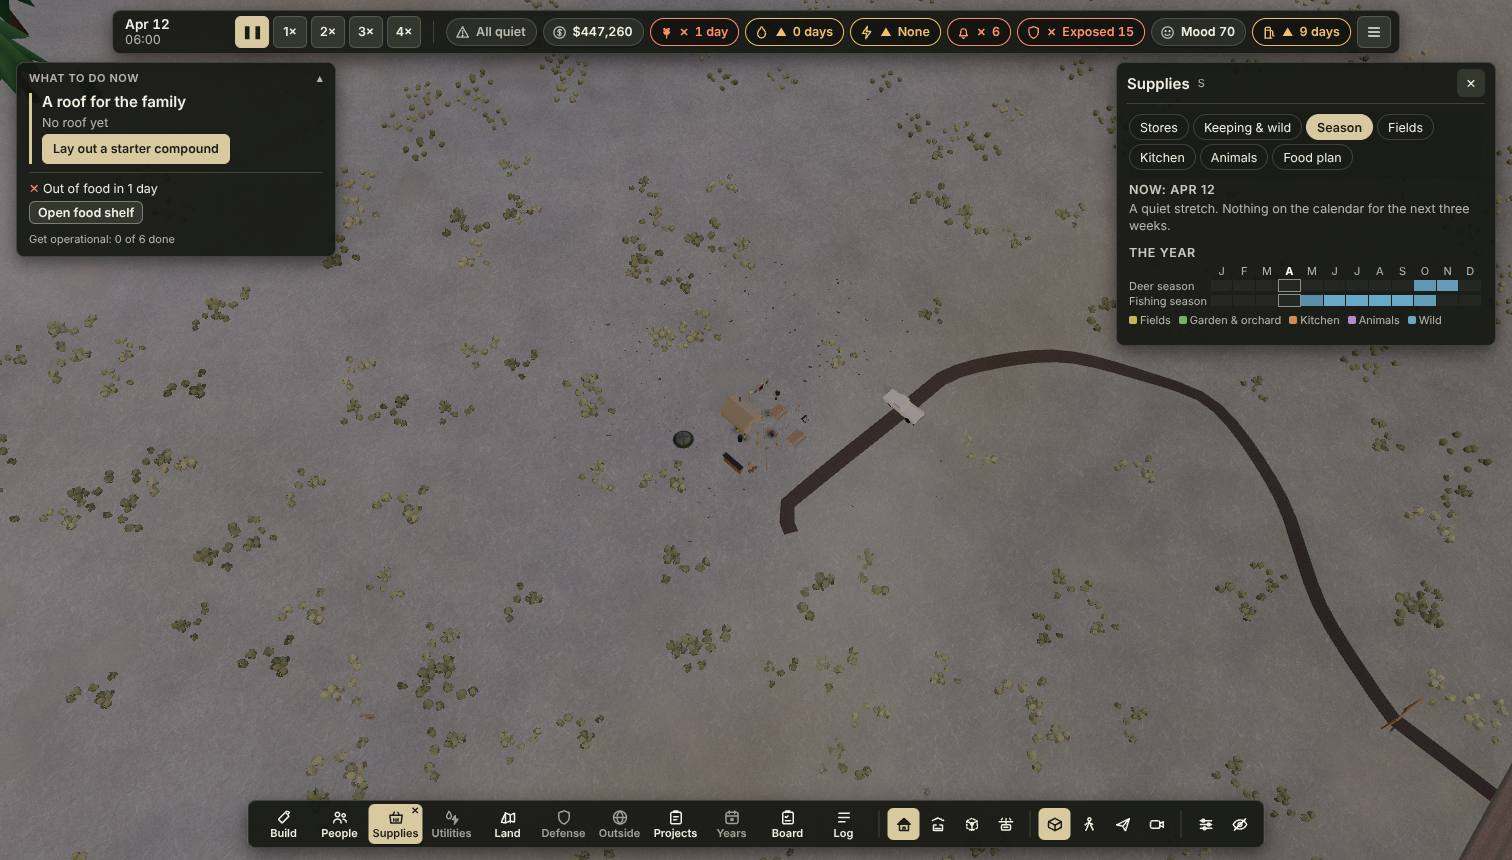 Apr 12
06:00
1×
2×
3×
4×
All quiet
$447,260
× 1 day
▲ 0 days
▲ None
× 6
× Exposed 15
Mood 70
▲ 9 days
WHAT TO DO NOW
A roof for the family
No roof yet
Lay out a starter compound
× Out of food in 1 day
Open food shelf
Get operational: 0 of 6 done
Supplies S
Stores Keeping & wild Season Fields
Kitchen Animals Food plan
NOW: APR 12
A quiet stretch. Nothing on the calendar for the next three
weeks.
THE YEAR
J F M A M J J A S O N D
Deer season
Fishing season
Fields Garden & orchard Kitchen Animals Wild
Build People Supplies Utilities Land Defense Outside Projects Years Board Log